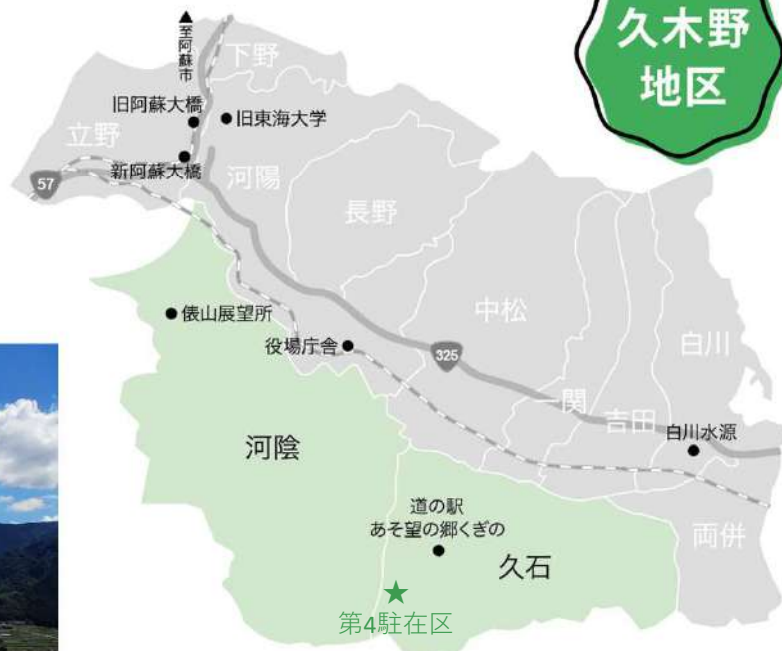 久木野
地区
至阿蘇市
下野
旧阿蘇大橋
旧東海大学
立野
新阿蘇大橋
河陽
57
長野
中松
俵山展望所
役場庁舎
325
白川
一関
吉田
白川水源
河陰
道の駅
あそ望の郷くぎの
久石
両併
第4駐在区